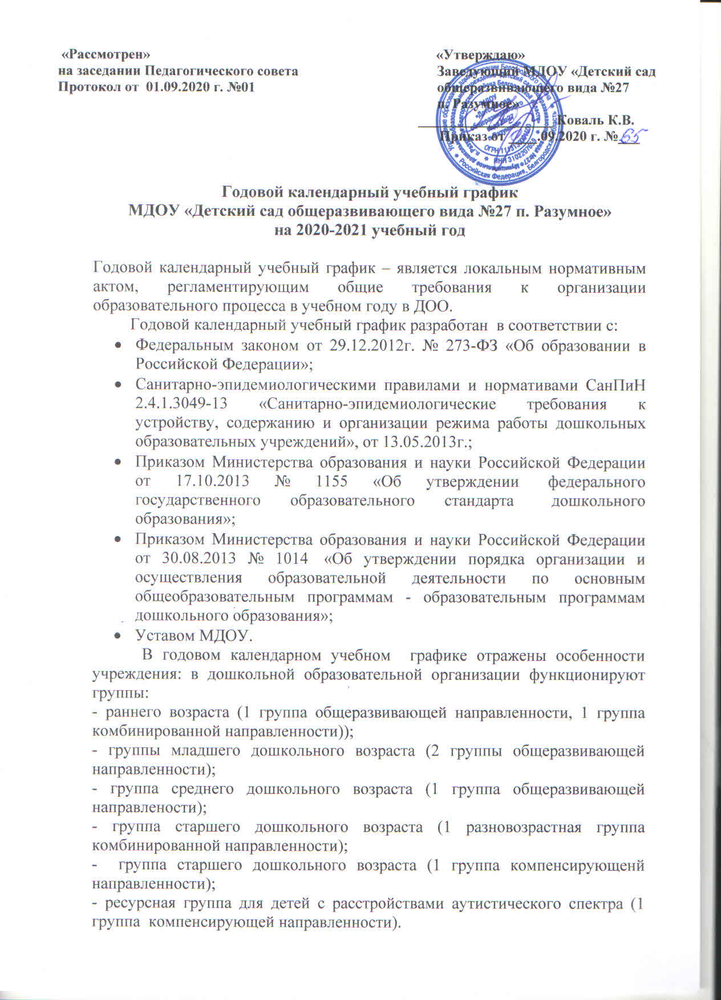 «Рассмотрен»
на заседании Педагогического совета
Протокол от 01.09.2020 г. №01
«Утверждаю»
Заведующий МДОУ «Детский сад
общеразвивающего вида №27
п. Разумное»
Коваль К.В.
Приказ от ____.09.2020 г. №
Годовой календарный учебный график
МДОУ «Детский сад общеразвивающего вида №27 п. Разумное»
на 2020-2021 учебный год
Годовой календарный учебный график – является локальным нормативным
актом, регламентирующим общие требования к организации
образовательного процесса в учебном году в ДОО.
Годовой календарный учебный график разработан в соответствии с:
• Федеральным законом от 29.12.2012г. № 273-ФЗ «Об образовании в
Российской Федерации»;
• Санитарно-эпидемиологическими правилами и нормативами СанПиН
2.4.1.3049-13 «Санитарно-эпидемиологические требования к
устройству, содержанию и организации режима работы дошкольных
образовательных учреждений», от 13.05.2013г.;
• Приказом Министерства образования и науки Российской Федерации
от 17.10.2013 № 1155 «Об утверждении федерального
государственного образовательного стандарта дошкольного
образования»;
• Приказом Министерства образования и науки Российской Федерации
от 30.08.2013 № 1014 «Об утверждении порядка организации и
осуществления образовательной деятельности по основным
общеобразовательным программам - образовательным программам
дошкольного образования»;
• Уставом МДОУ.
В годовом календарном учебном графике отражены особенности
учреждения: в дошкольной образовательной организации функционируют
группы:
- раннего возраста (1 группа общеразвивающей направленности, 1 группа
комбинированной направленности));
- группы младшего дошкольного возраста (2 группы общеразвивающей
направленности);
- группа среднего дошкольного возраста (1 группа общеразвивающей
направлености);
- группа старшего дошкольного возраста (1 разновозрастная группа
комбинированной направленности);
- группа старшего дошкольного возраста (1 группа компенсирующенй
направленности);
- ресурсная группа для детей с расстройствами аутистического спектра (1
группа компенсирующей направленности).